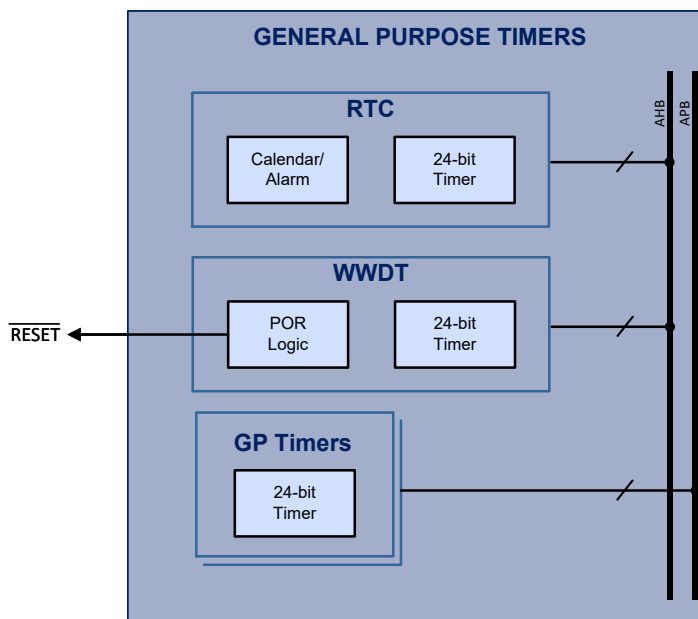 GENERAL PURPOSE TIMERS
AHB
APB
RTC
Calendar/
Alarm
24-bit
Timer
WWDT
RESET
POR
Logic
24-bit
Timer
GP Timers
24-bit
Timer